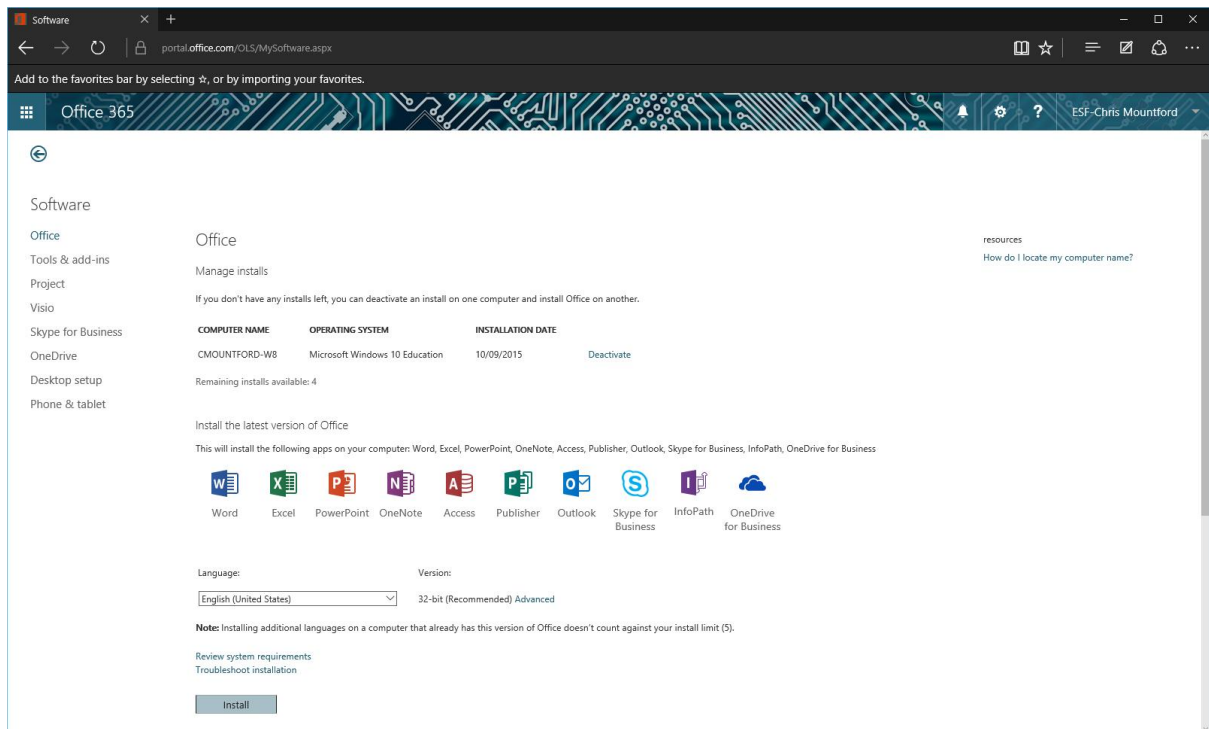 Software
portal.office.com/OLS/MySoftware.aspx
Add to the favorites bar by selecting ☆, or by importing your favorites.
Office 365
?
ESF-Chris Mountford
Software
Office
Tools & add-ins
Project
Visio
Skype for Business
OneDrive
Desktop setup
Phone & tablet
Office
Manage installs
If you don't have any installs left, you can deactivate an install on one computer and install Office on another.
COMPUTER NAME OPERATING SYSTEM INSTALLATION DATE
CMOUNTFORD-W8 Microsoft Windows 10 Education 10/09/2015 Deactivate
Remaining installs available: 4
Install the latest version of Office
This will install the following apps on your computer: Word, Excel, PowerPoint, OneNote, Access, Publisher, Outlook, Skype for Business, InfoPath, OneDrive for Business
Word Excel PowerPoint OneNote Access Publisher Outlook Skype for Business InfoPath OneDrive for Business
Language: Version:
English (United States) 32-bit (Recommended) Advanced
Note: Installing additional languages on a computer that already has this version of Office doesn't count against your install limit (5).
Review system requirements
Troubleshoot installation
Install
resources
How do I locate my computer name?